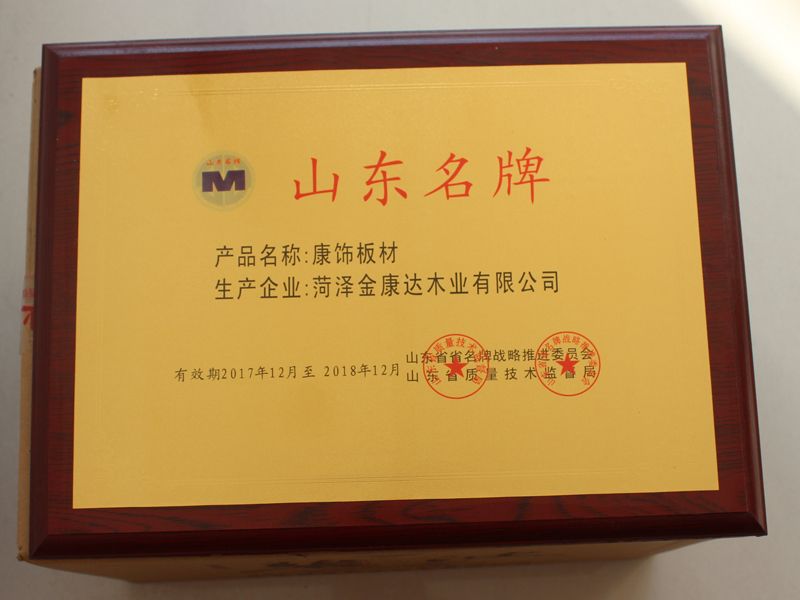 山东名牌
M
山东名牌
产品名称:康饰板材
生产企业:菏泽金康达木业有限公司
山东省省名牌战略推进委员会
有效期2017年12月至 2018年12月
山东省质量技术监督局